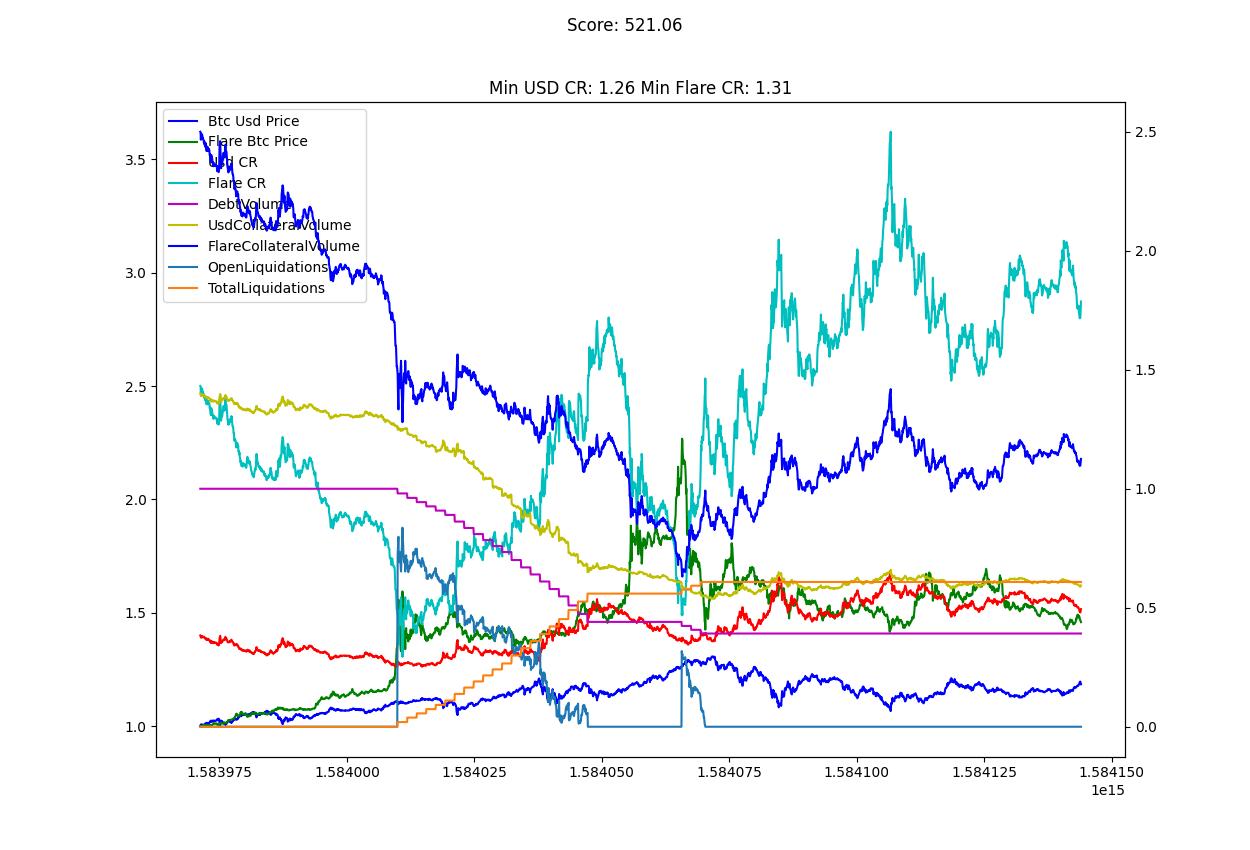 Score: 521.06
Min USD CR: 1.26 Min Flare CR: 1.31
Btc Usd Price
Flare Btc Price
Usd CR
Flare CR
DebtVolume
UsdCollateralVolume
FlareCollateralVolume
OpenLiquidations
TotalLiquidations
3.5
3.0
2.5
2.0
1.5
1.0
2.5
2.0
1.5
1.0
0.5
0.0
1.583975 1.584000 1.584025 1.584050 1.584075 1.584100 1.584125 1.584150
1e15